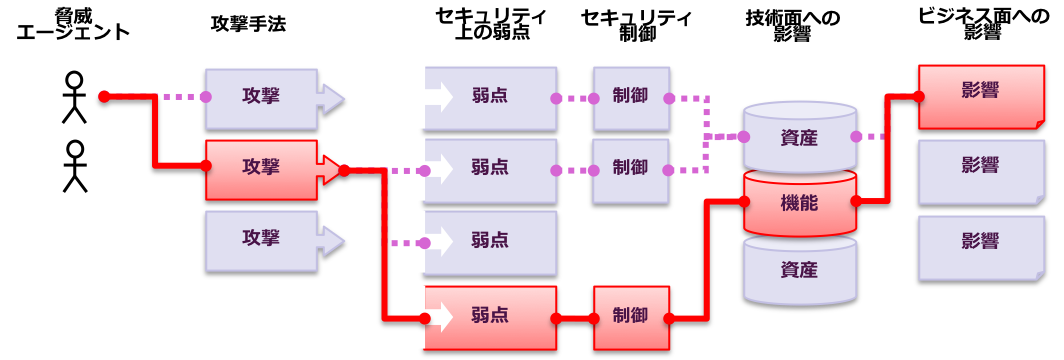 脅威
エージェント
攻撃手法
セキュリティ
上の弱点
セキュリティ
制御
技術面への
影響
ビジネス面への
影響
攻撃
弱点
制御
資産
影響
攻撃
弱点
制御
機能
影響
攻撃
弱点
資産
影響
弱点
制御